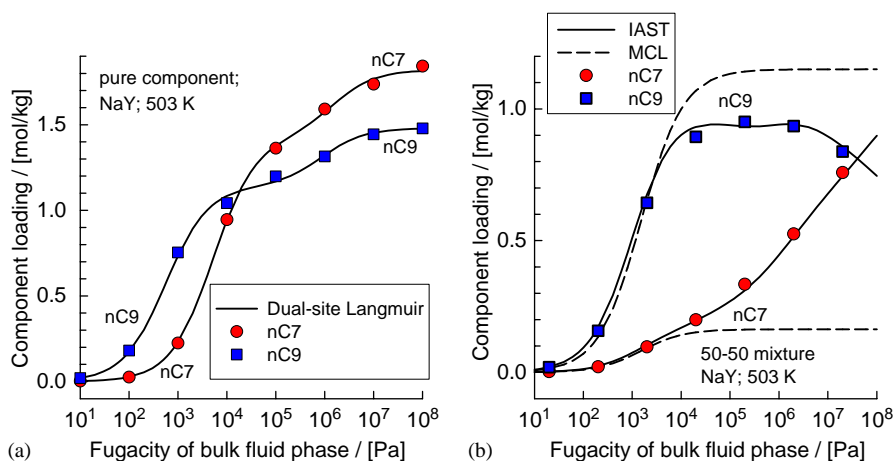 nC7
pure component;
NaY; 503 K
nC9
nC9
nC7
Dual-site Langmuir
nC7
nC9
Component loading / [mol/kg]
0.0
0.5
1.0
1.5
10¹ 10² 10³ 10⁴ 10⁵ 10⁶ 10⁷ 10⁸
(a) Fugacity of bulk fluid phase / [Pa]
IAST
MCL
nC7
nC9
nC9
nC7
50-50 mixture
NaY; 503 K
Component loading / [mol/kg]
0.0
0.5
1.0
10¹ 10² 10³ 10⁴ 10⁵ 10⁶ 10⁷ 10⁸
(b) Fugacity of bulk fluid phase / [Pa]